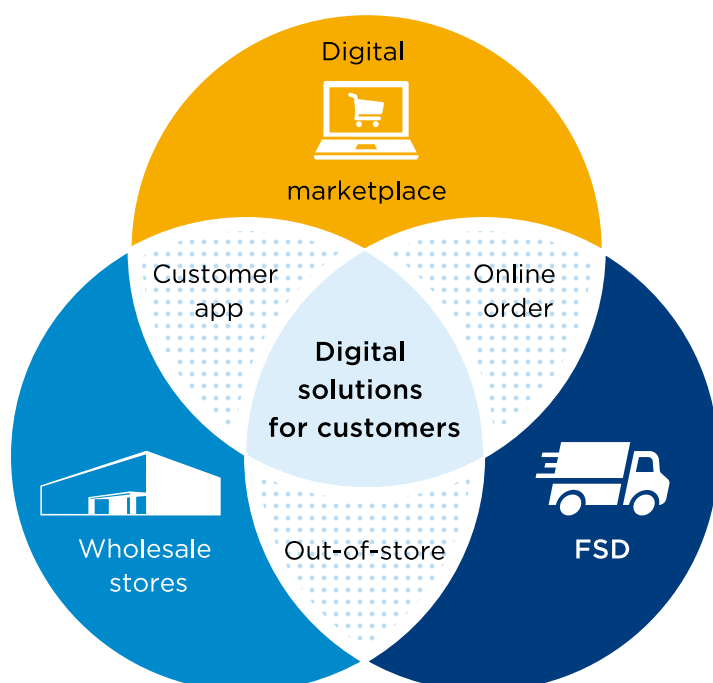 Digital
marketplace
Customer
app
Online
order
Digital
solutions
for customers
Wholesale
stores
Out-of-store
FSD